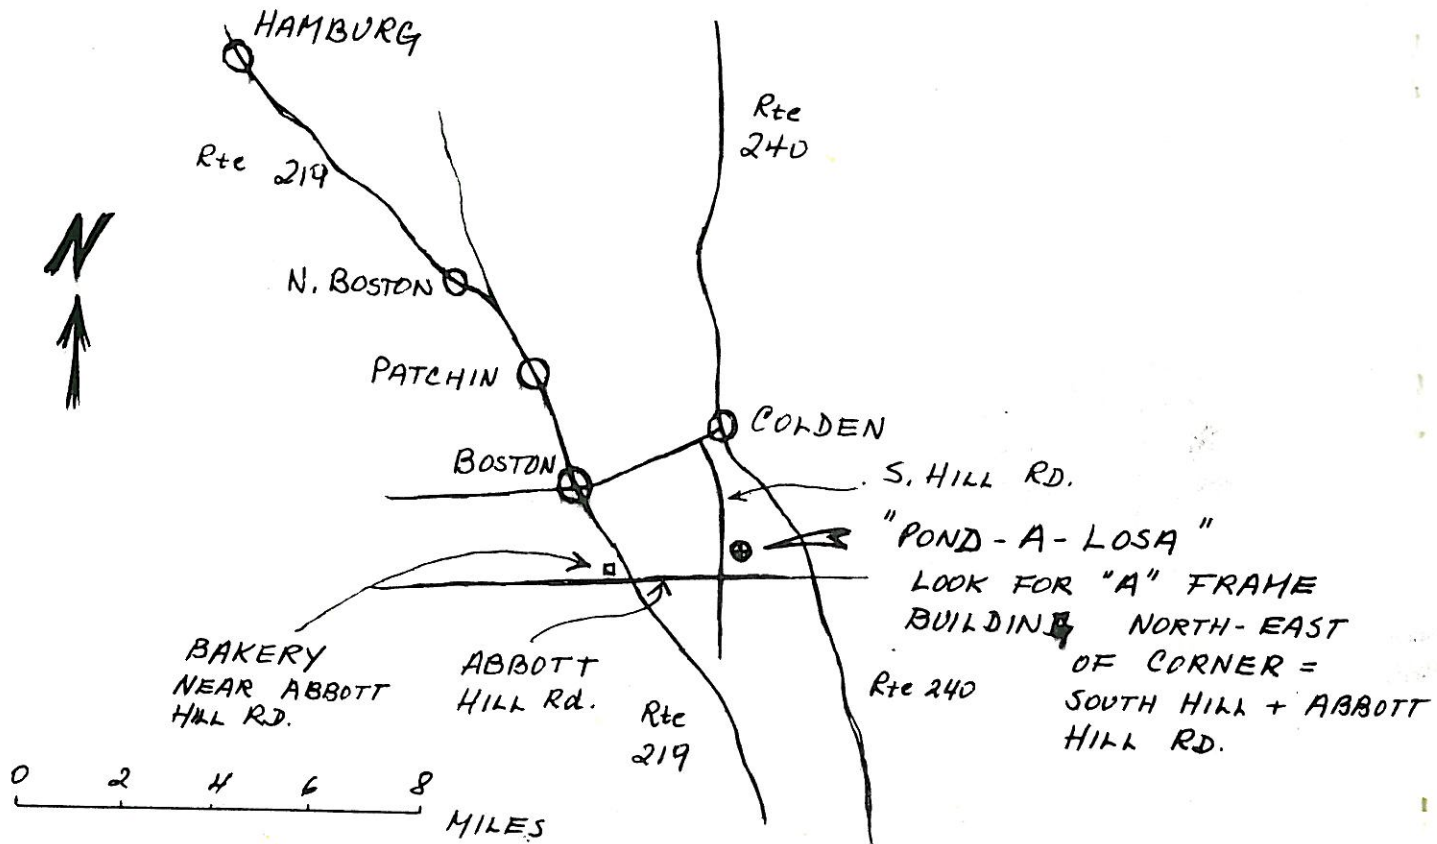 HAMBURG
Rte 219
Rte
240
N
N. BOSTON
PATCHIN
COLDEN
BOSTON
S. HILL RD.
"POND-A-LOSA"
LOOK FOR "A" FRAME
BUILDING NORTH-EAST
OF CORNER =
SOUTH HILL + ABBOTT
HILL RD.
BAKERY
NEAR ABBOTT
HILL RD.
ABBOTT
HILL Rd.
Rte
219
Rte 240
0 2 4 6 8
MILES